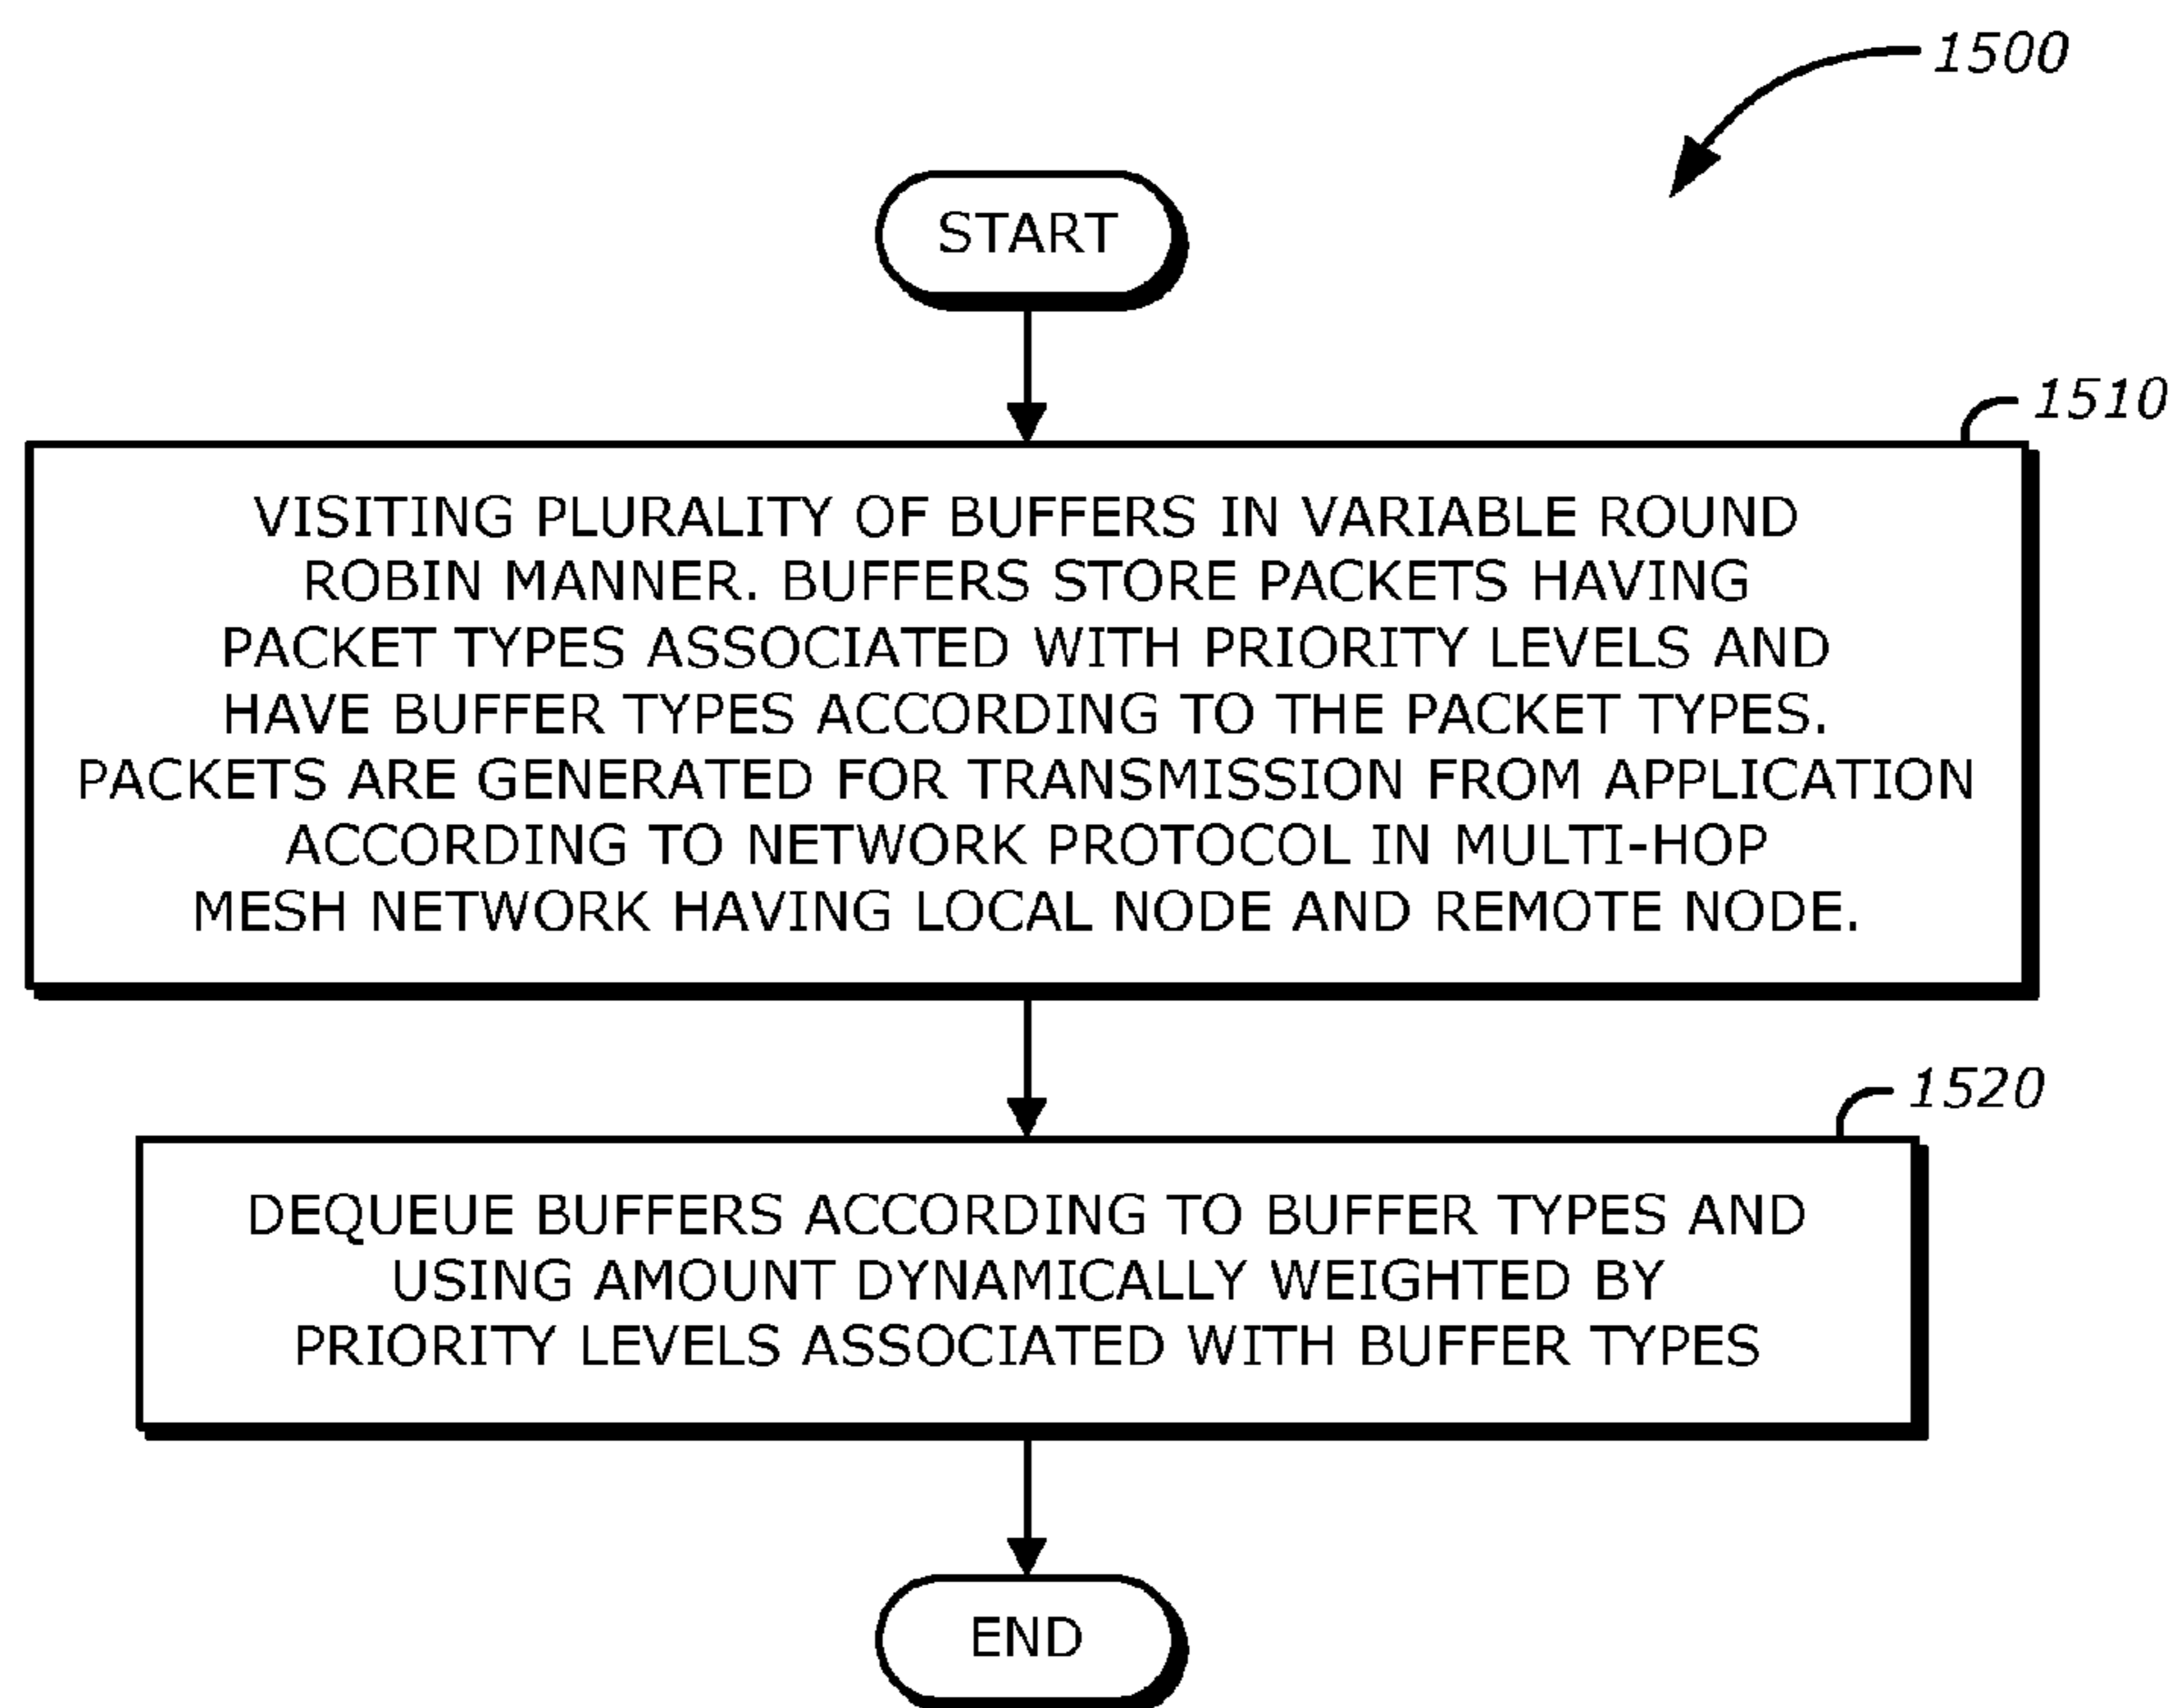 1500
START
1510
VISITING PLURALITY OF BUFFERS IN VARIABLE ROUND
ROBIN MANNER. BUFFERS STORE PACKETS HAVING
PACKET TYPES ASSOCIATED WITH PRIORITY LEVELS AND
HAVE BUFFER TYPES ACCORDING TO THE PACKET TYPES.
PACKETS ARE GENERATED FOR TRANSMISSION FROM APPLICATION
ACCORDING TO NETWORK PROTOCOL IN MULTI-HOP
MESH NETWORK HAVING LOCAL NODE AND REMOTE NODE.
1520
DEQUEUE BUFFERS ACCORDING TO BUFFER TYPES AND
USING AMOUNT DYNAMICALLY WEIGHTED BY
PRIORITY LEVELS ASSOCIATED WITH BUFFER TYPES
END